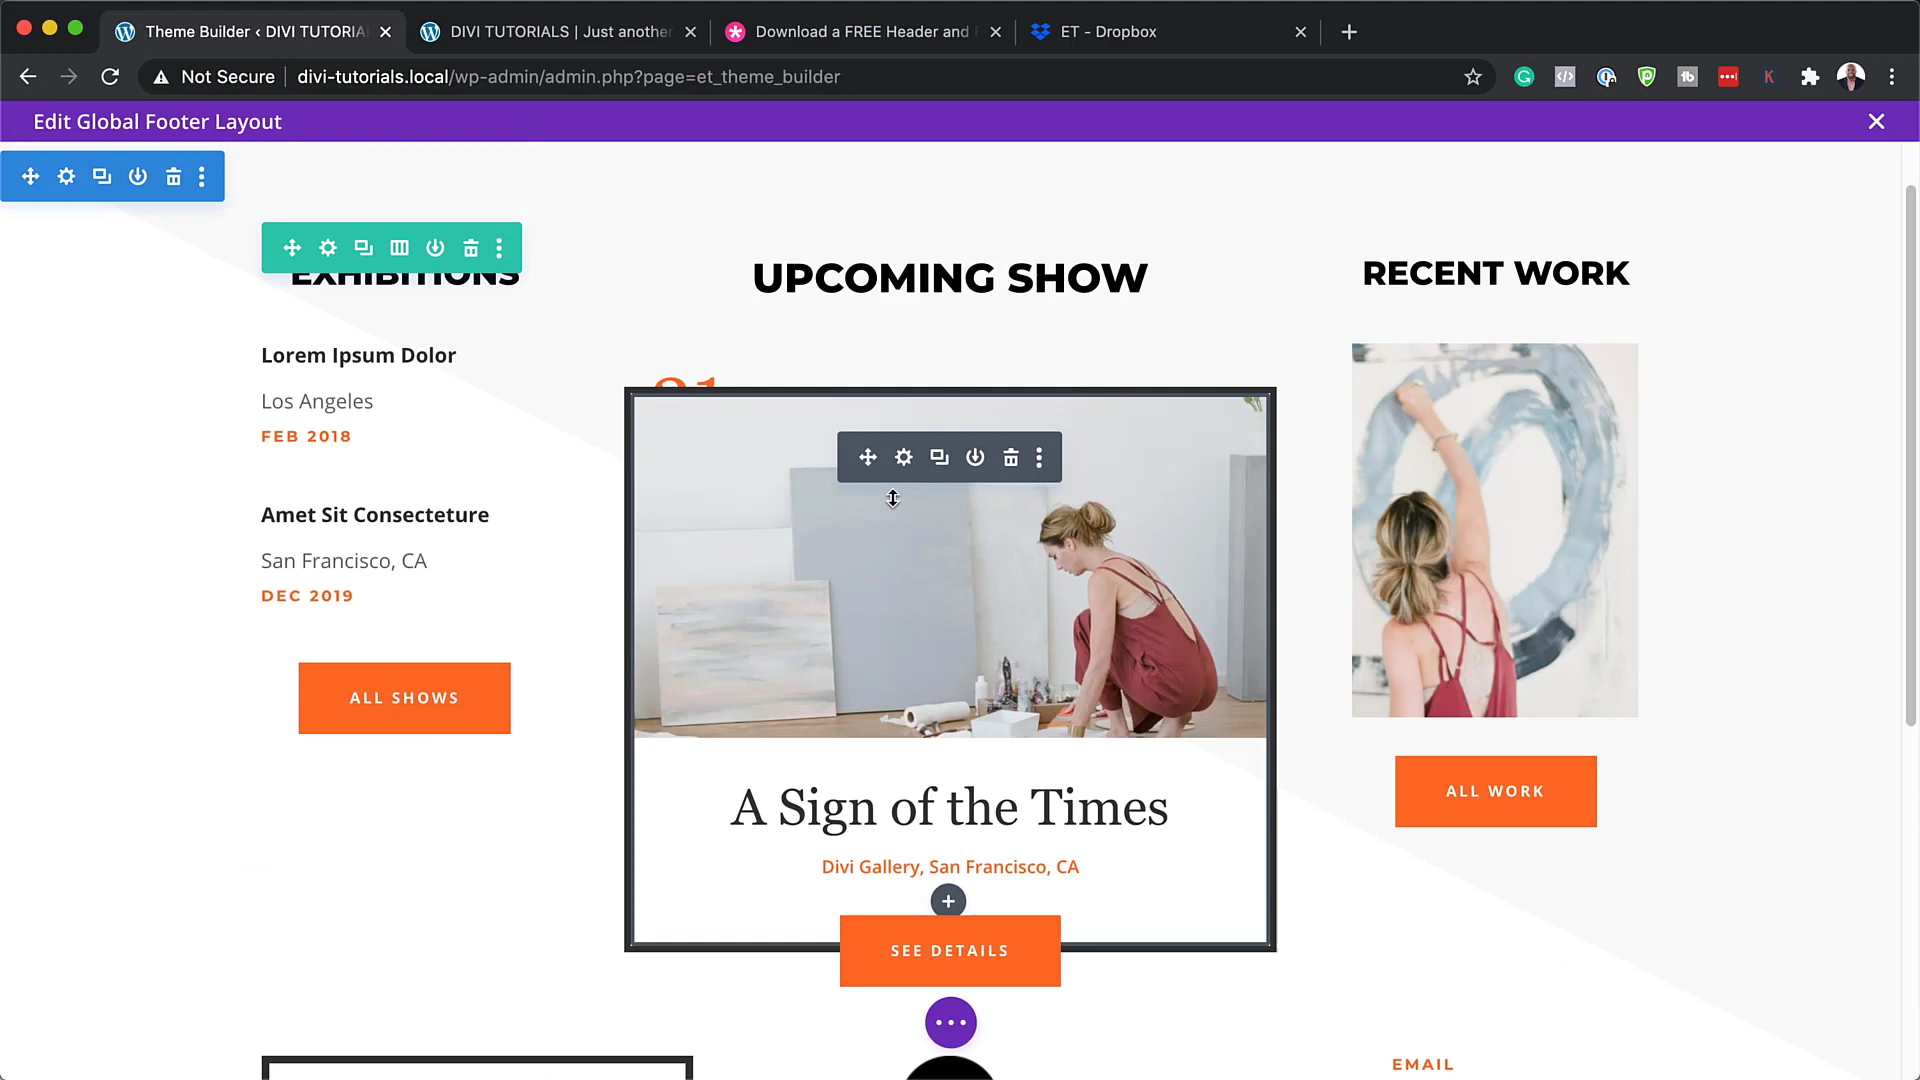 Theme Builder ‹ DIVI TUTORIA
DIVI TUTORIALS | Just another
Download a FREE Header and
ET - Dropbox
Not Secure
divi-tutorials.local/wp-admin/admin.php?page=et_theme_builder
Edit Global Footer Layout
EXHIBITIONS
UPCOMING SHOW
RECENT WORK
Lorem Ipsum Dolor
Los Angeles
FEB 2018
Amet Sit Consecteture
San Francisco, CA
DEC 2019
ALL SHOWS
ALL WORK
A Sign of the Times
Divi Gallery, San Francisco, CA
SEE DETAILS
EMAIL